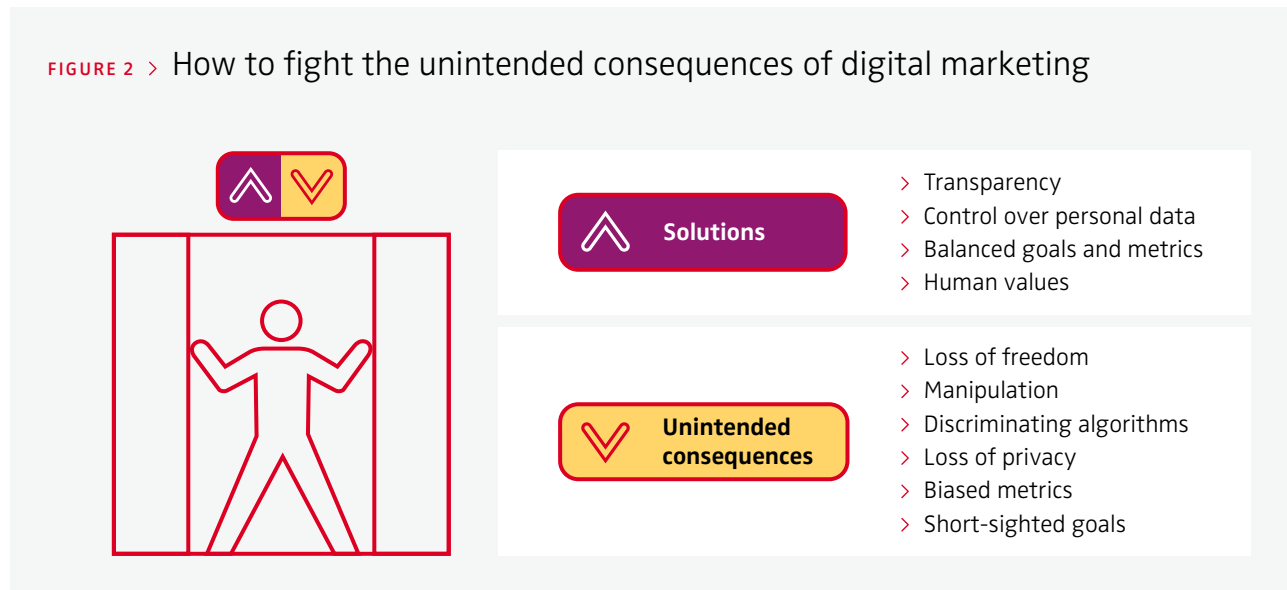 FIGURE 2 > How to fight the unintended consequences of digital marketing
Solutions
> Transparency
> Control over personal data
> Balanced goals and metrics
> Human values
Unintended
consequences
> Loss of freedom
> Manipulation
> Discriminating algorithms
> Loss of privacy
> Biased metrics
> Short-sighted goals